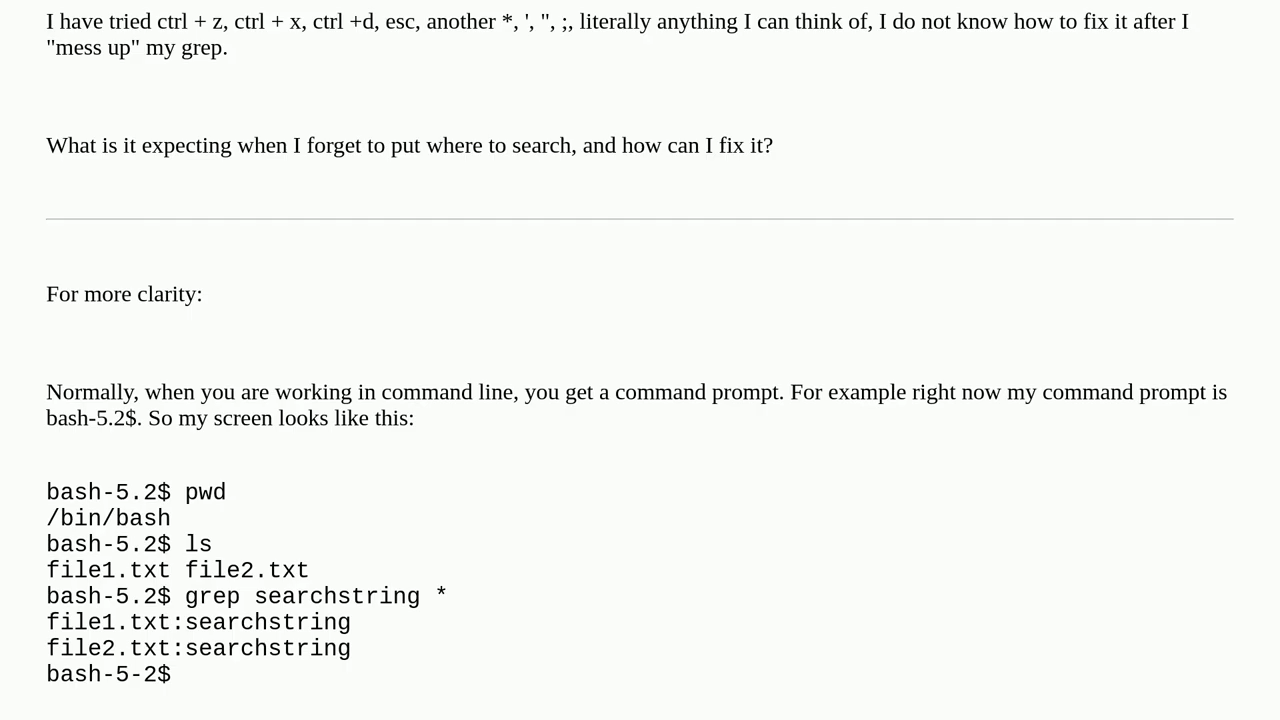 I have tried ctrl + z, ctrl + x, ctrl +d, esc, another *, ', ", ;, literally anything I can think of, I do not know how to fix it after I
"mess up" my grep.
What is it expecting when I forget to put where to search, and how can I fix it?
For more clarity:
Normally, when you are working in command line, you get a command prompt. For example right now my command prompt is
bash-5.2$. So my screen looks like this:
bash-5.2$ pwd
/bin/bash
bash-5.2$ ls
file1.txt file2.txt
bash-5.2$ grep searchstring *
file1.txt:searchstring
file2.txt:searchstring
bash-5-2$